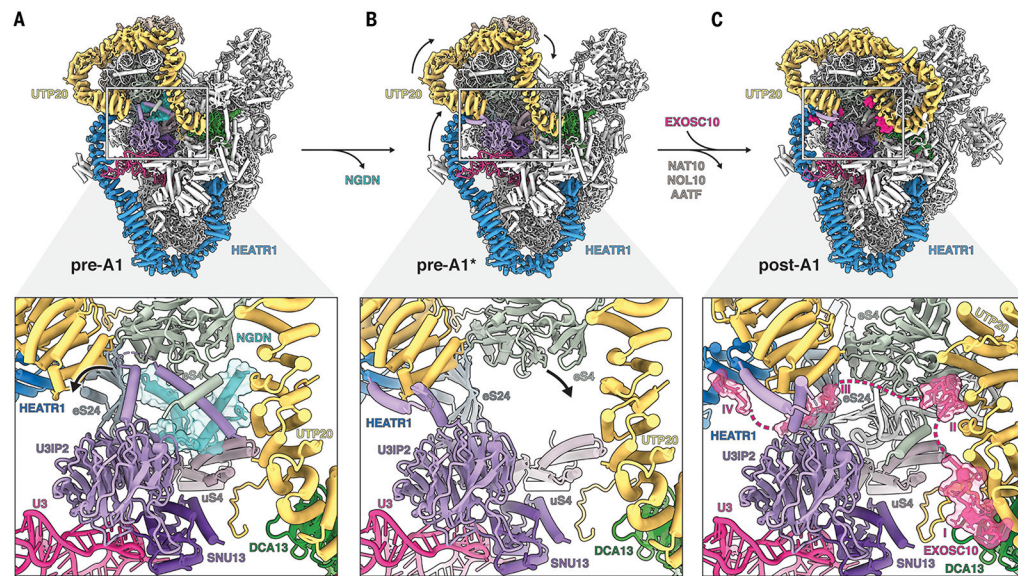 A
UTP20
HEATR1
pre-A1
NGDN
B
UTP20
HEATR1
pre-A1*
EXOSC10
NAT10
NOL10
AATF
C
UTP20
HEATR1
post-A1
NGDN
eS4
HEATR1
eS24
U3IP2
UTP20
uS4
U3
SNU13
DCA13
eS4
eS24
HEATR1
U3IP2
UTP20
uS4
U3
SNU13
DCA13
eS4
UTP20
III
eS24
IV
II
HEATR1
U3IP2
uS4
U3
I
SNU13
EXOSC10
DCA13